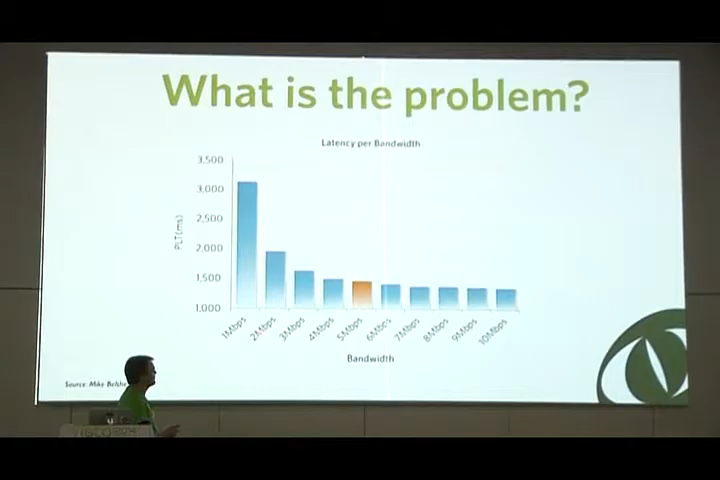 What is the problem?
Latency per Bandwidth
3,500
3,000
2,500
2,000
1,500
1,000
PLT(ms)
1Mbps
2Mbps
3Mbps
4Mbps
5Mbps
6Mbps
7Mbps
8Mbps
9Mbps
10Mbps
Bandwidth
Source: Mike Belshe